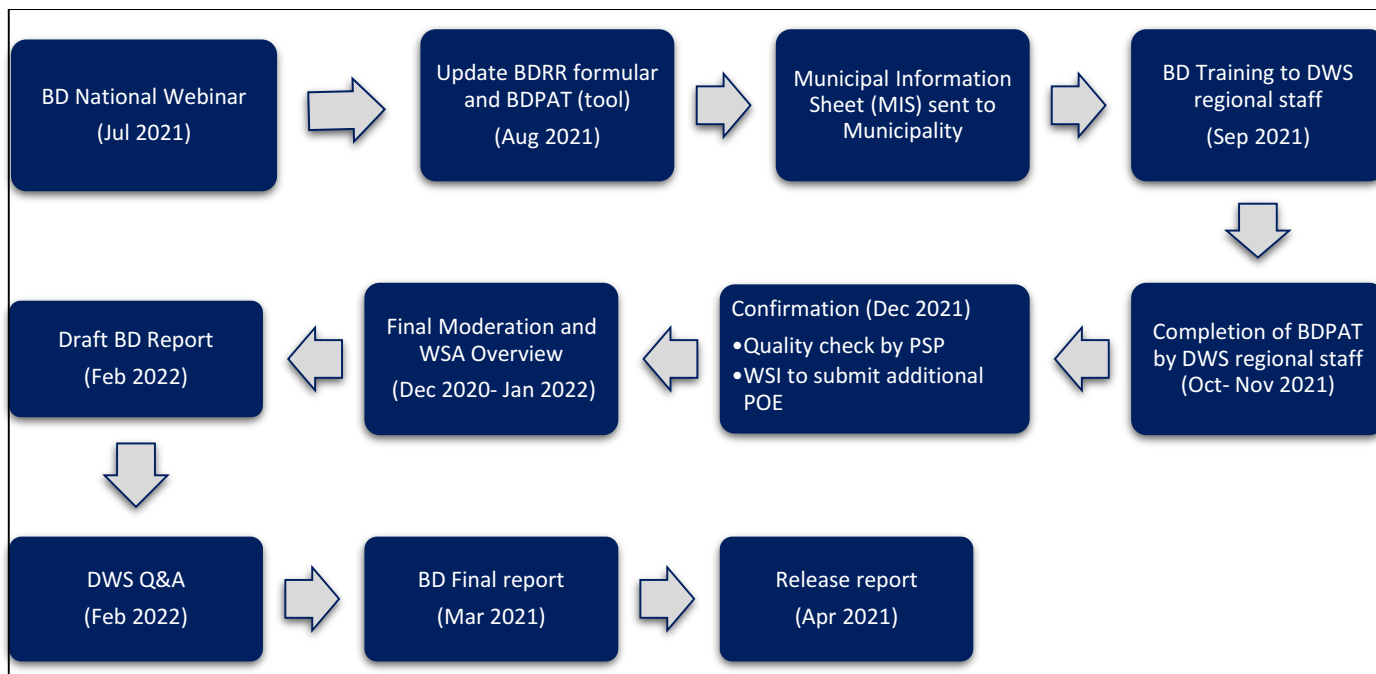 BD National Webinar
(Jul 2021)
Update BDRR formular
and BDPAT (tool)
(Aug 2021)
Municipal Information
Sheet (MIS) sent to
Municipality
BD Training to DWS
regional staff
(Sep 2021)
Completion of BDPAT
by DWS regional staff
(Oct- Nov 2021)
Confirmation (Dec 2021)
•Quality check by PSP
•WSI to submit additional
POE
Final Moderation and
WSA Overview
(Dec 2020- Jan 2022)
Draft BD Report
(Feb 2022)
DWS Q&A
(Feb 2022)
BD Final report
(Mar 2021)
Release report
(Apr 2021)